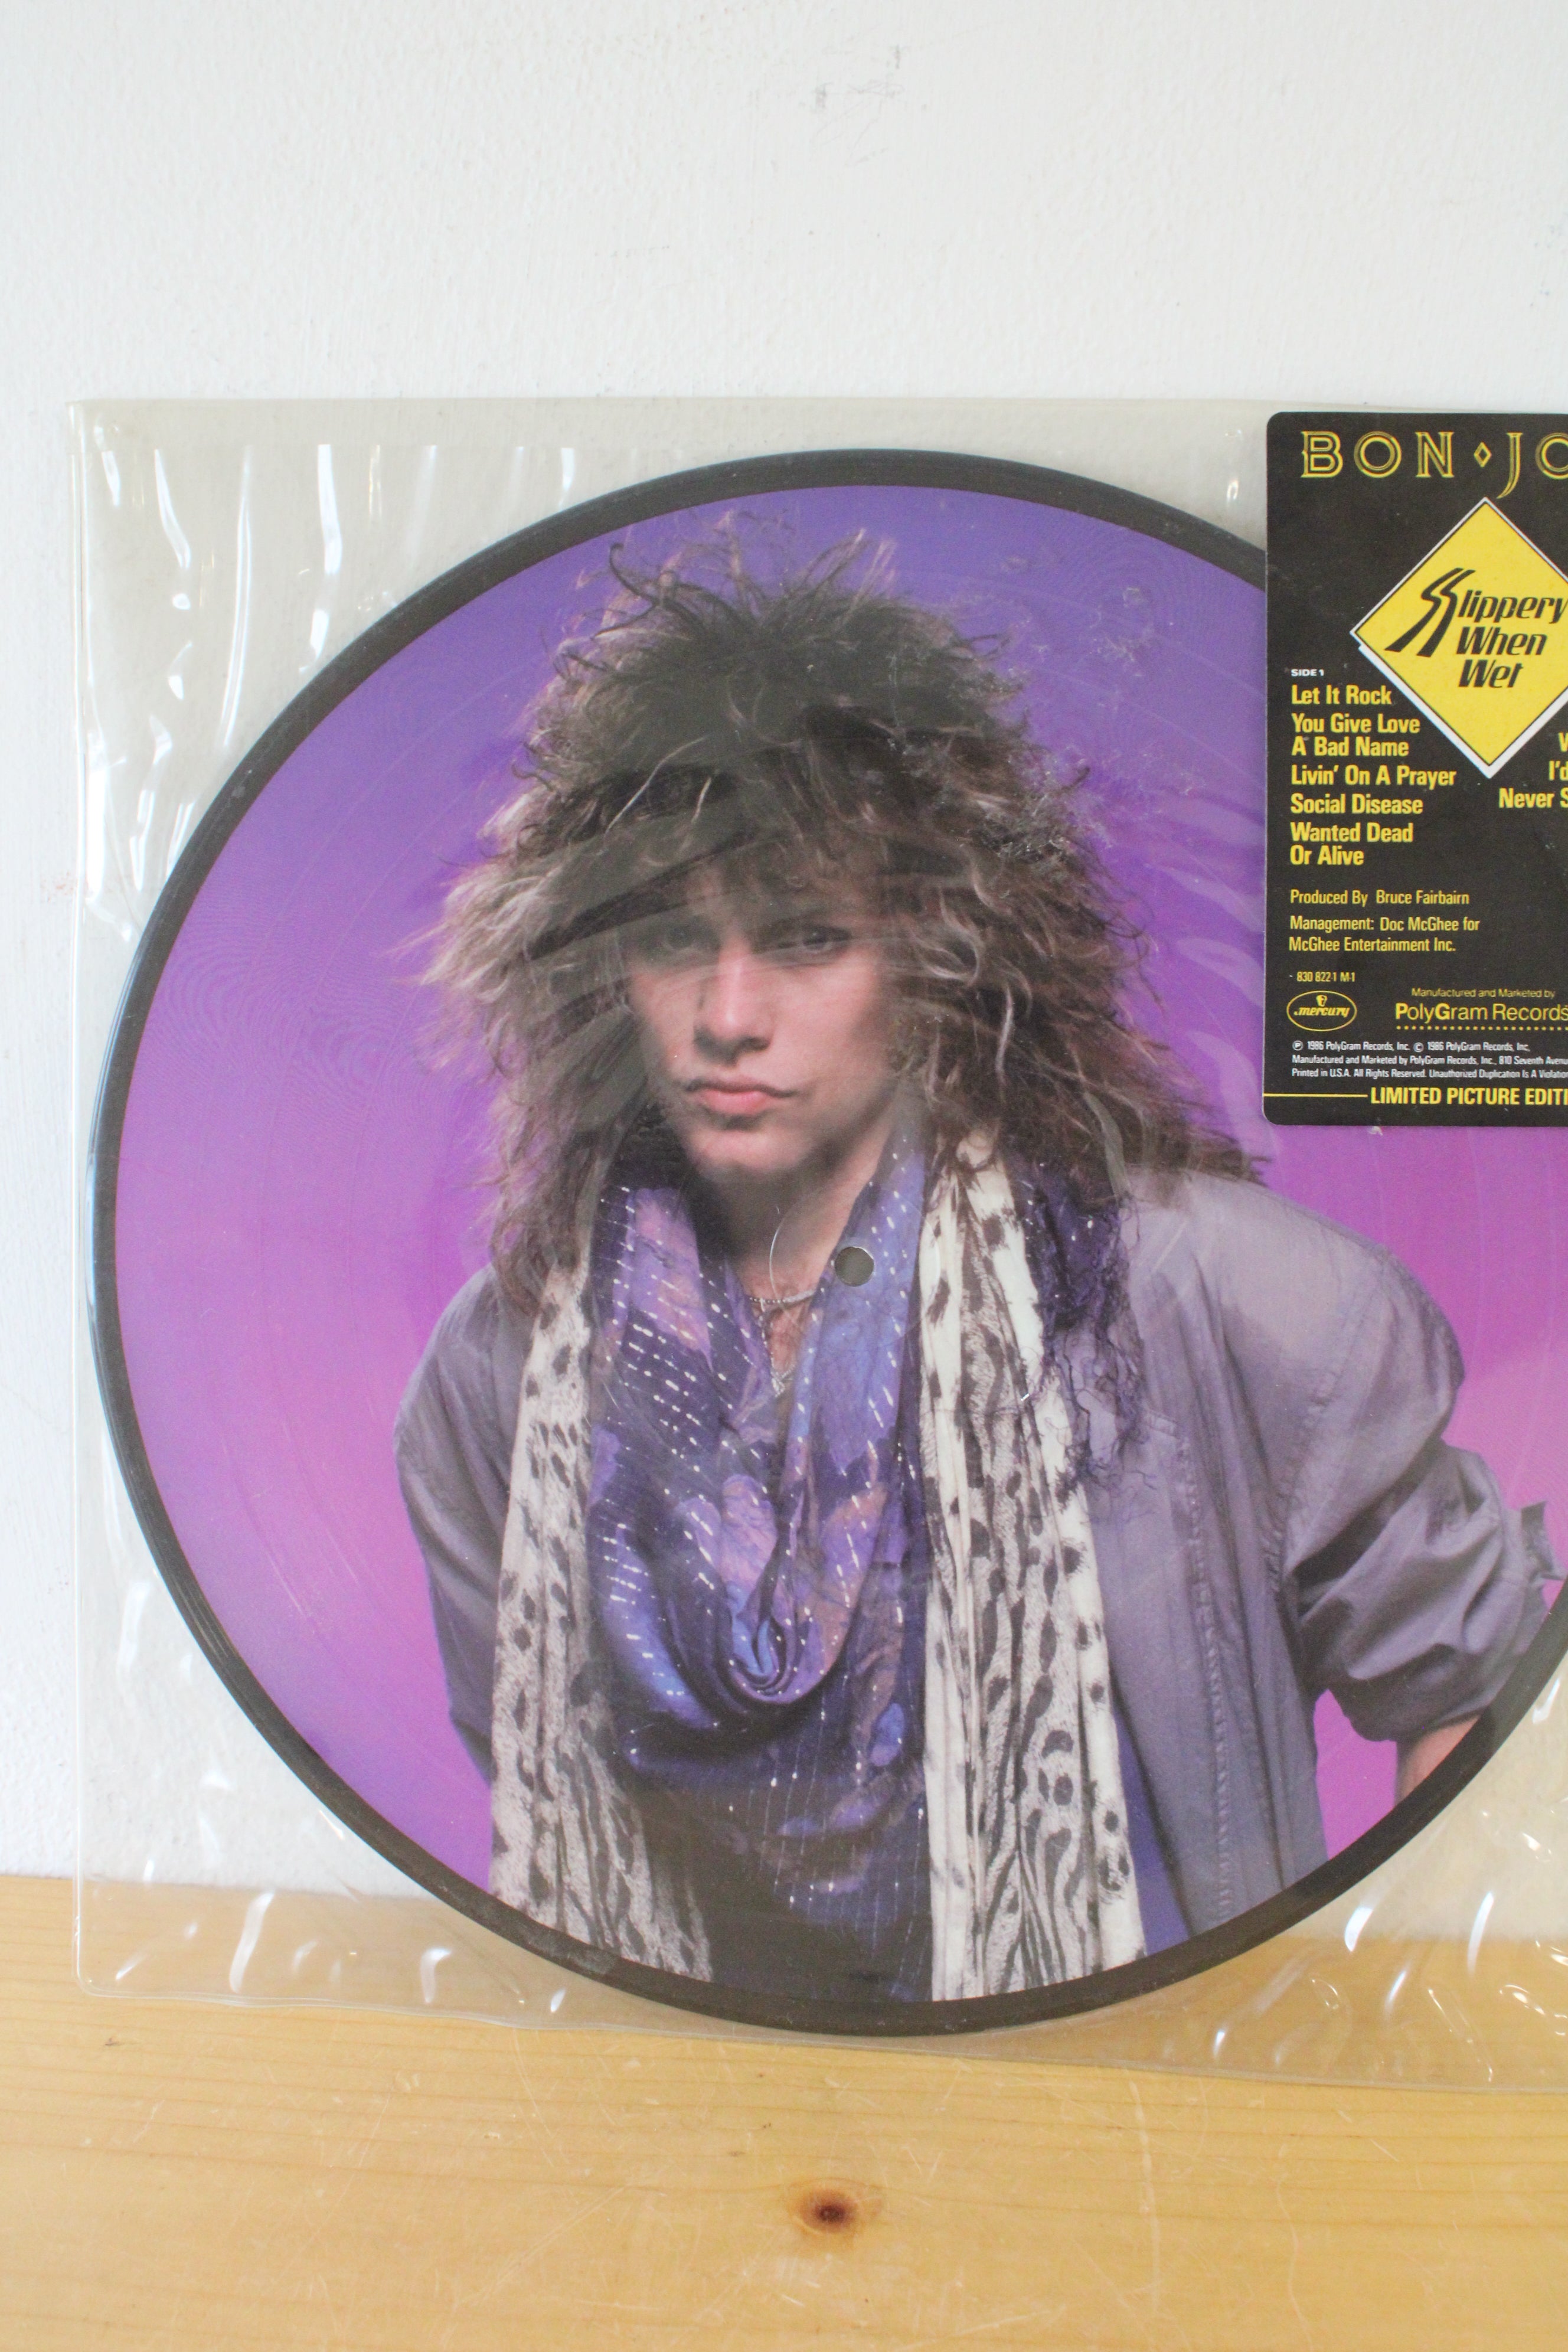 BON JO
Slippery
When
Wet
SIDE 1
Let It Rock
You Give Love
A Bad Name
Livin' On A Prayer
Social Disease
Wanted Dead
Or Alive
I'd
Never S
Produced By Bruce Fairbairn
Management: Doc McGhee for
McGhee Entertainment Inc.
830 822-1 M-1
mercury
Manufactured and Marketed by
PolyGram Records
℗ 1986 PolyGram Records, Inc. © 1986 PolyGram Records, Inc,
Manufactured and Marketed by PolyGram Records, Inc., 810 Seventh Avenu
Printed in U.S.A. All Rights Reserved. Unauthorized Duplication Is A Violation
LIMITED PICTURE EDITI